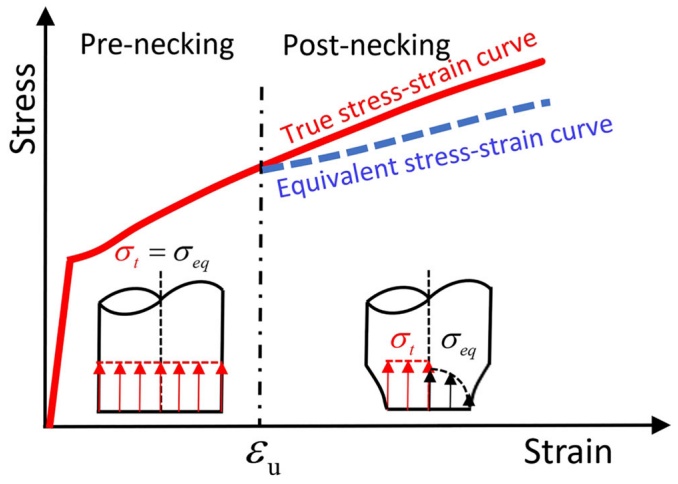 Pre-necking
Post-necking
Stress
True stress-strain curve
Equivalent stress-strain curve
σt = σeq
σt
σeq
εu
Strain